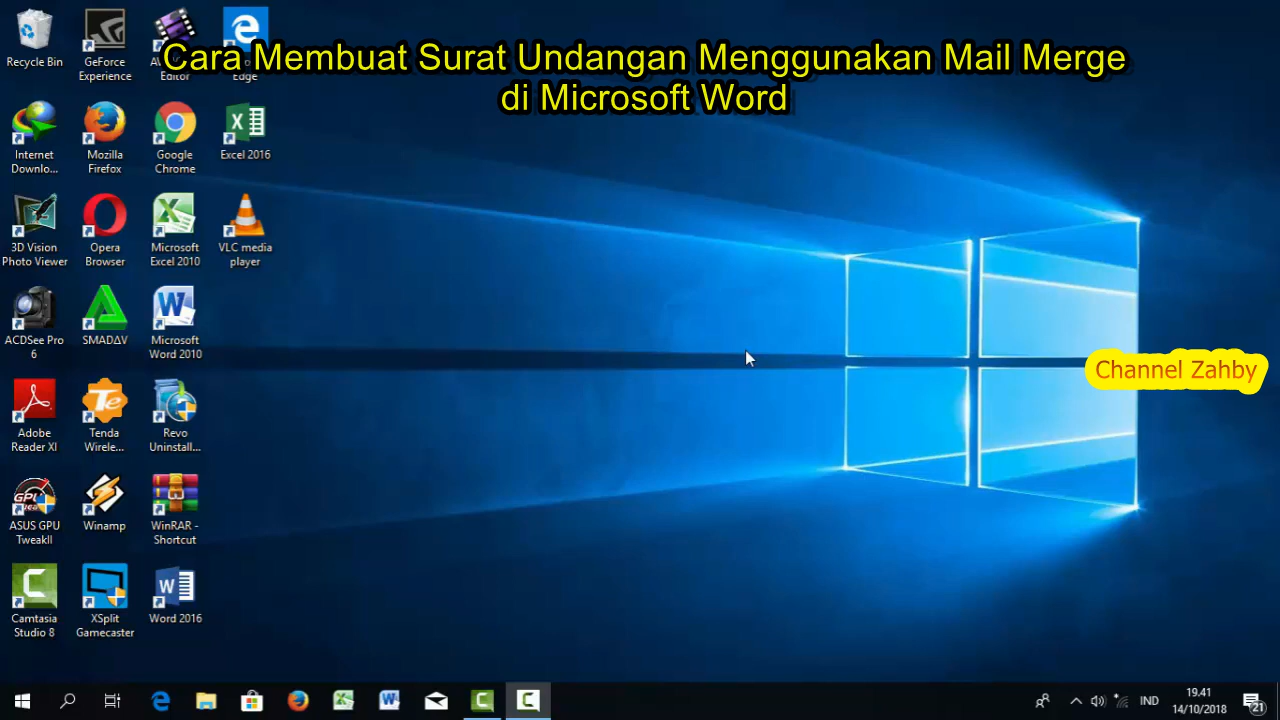 Cara Membuat Surat Undangan Menggunakan Mail Merge
di Microsoft Word
Recycle Bin
GeForce
Experience
Editor
Edge
Internet
Downlo...
Mozilla
Firefox
Google
Chrome
Excel 2016
3D Vision
Photo Viewer
Opera
Browser
Microsoft
Excel 2010
VLC media
player
ACDSee Pro
6
SMADΔV
Microsoft
Word 2010
Channel Zahby
Adobe
Reader XI
Tenda
Wirele...
Revo
Uninstall...
ASUS GPU
TweakII
Winamp
WinRAR -
Shortcut
Camtasia
Studio 8
XSplit
Gamecaster
Word 2016
IND
19.41
14/10/2018
21